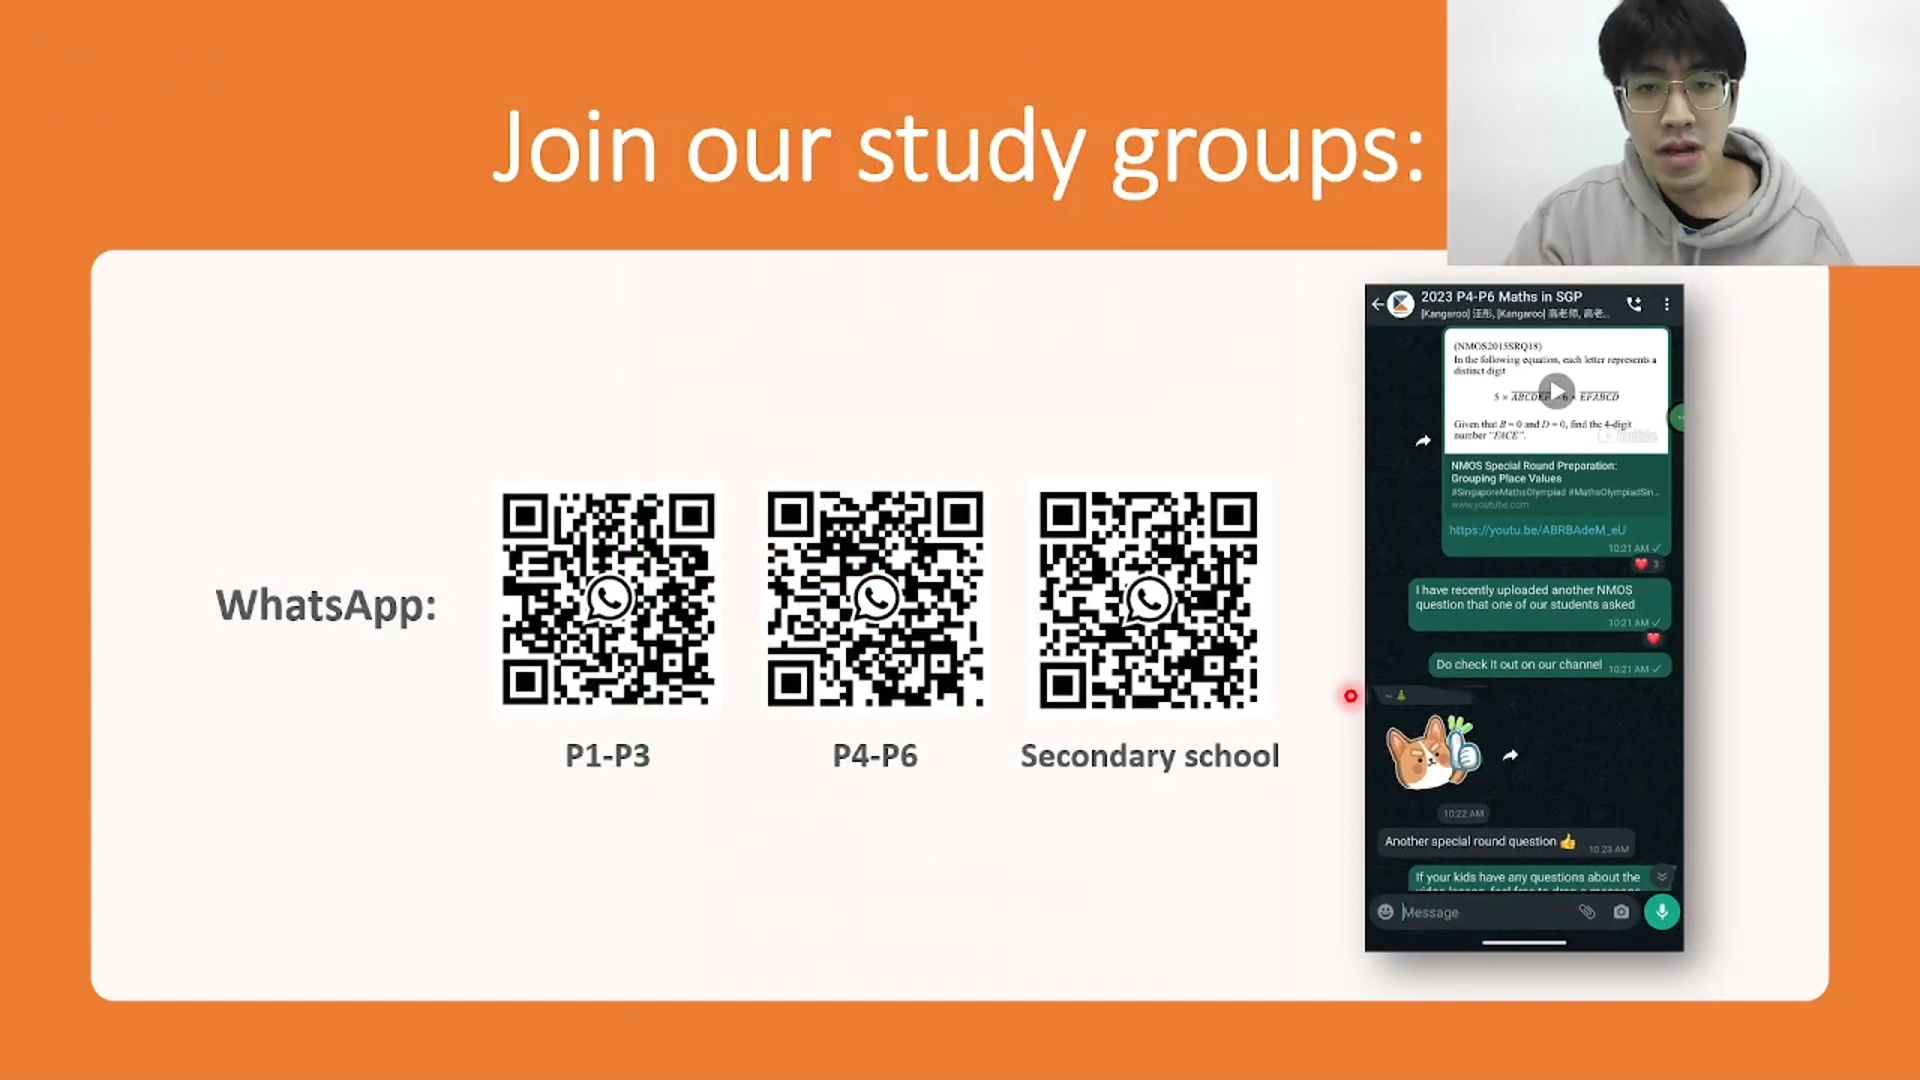 Join our study groups:
WhatsApp:
P1-P3
P4-P6
Secondary school
2023 P4-P6 Maths in SGP
[Kangaroo] 汪彤, [Kangaroo] 高老师, 高老...
(NMOS2015SRQ18)
In the following equation, each letter represents a
distinct digit
5 × ABCDEF 6 × EFABCD
Given that B = 0 and D = 0, find the 4-digit
number "FACE".
YouTube
NMOS Special Round Preparation:
Grouping Place Values
#SingaporeMathsOlympiad #MathsOlympiadSin...
www.youtube.com
https://youtu.be/ABRBAdeM_eU
10:21 AM
3
I have recently uploaded another NMOS
question that one of our students asked
10:21 AM
Do check it out on our channel 10:21 AM
10:22 AM
Another special round question 👍 10:23 AM
If your kids have any questions about the
Message